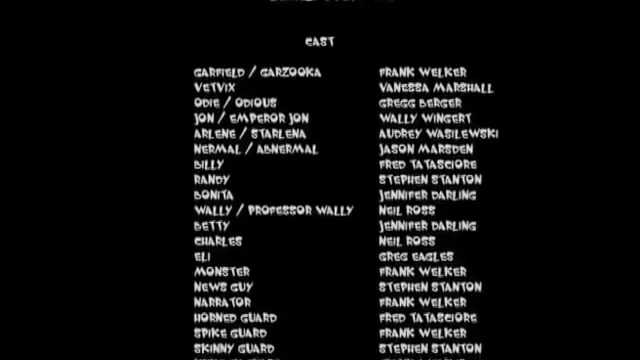 CAST
GARFIELD / GARZOOKA FRANK WELKER
VETVIX VANESSA MARSHALL
ODIE / ODIOUS GREGG BERGER
JON / EMPEROR JON WALLY WINGERT
ARLENE / STARLENA AUDREY WASILEWSKI
NERMAL / ABNERMAL JASON MARSDEN
BILLY FRED TATASCIORE
RANDY STEPHEN STANTON
BONITA JENNIFER DARLING
WALLY / PROFESSOR WALLY NEIL ROSS
BETTY JENNIFER DARLING
CHARLES NEIL ROSS
ELI GREG EAGLES
MONSTER FRANK WELKER
NEWS GUY STEPHEN STANTON
NARRATOR FRANK WELKER
HORNED GUARD FRED TATASCIORE
SPIKE GUARD FRANK WELKER
SKINNY GUARD STEPHEN STANTON